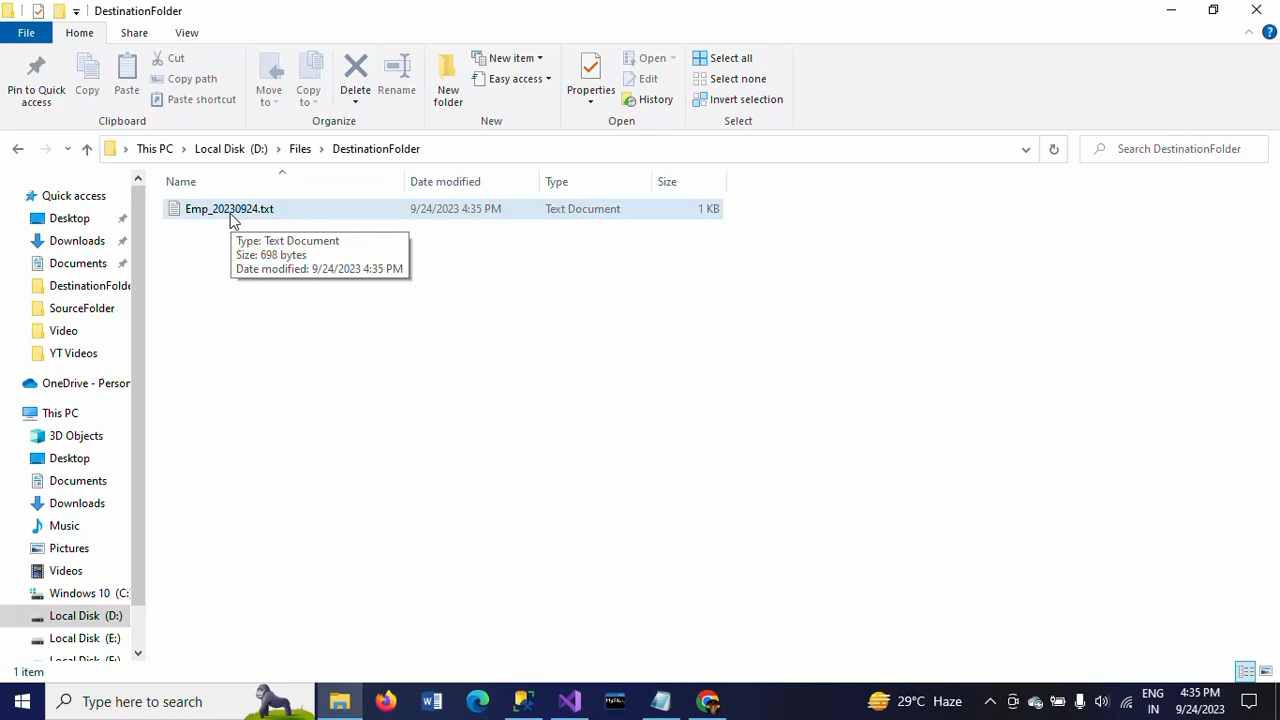 DestinationFolder
File Home Share View
Pin to Quick access
Copy
Paste
Cut
Copy path
Paste shortcut
Clipboard
Move to
Copy to
Delete
Rename
Organize
New folder
New item
Easy access
New
Properties
Open
Edit
History
Open
Select all
Select none
Invert selection
Select
This PC > Local Disk (D:) > Files > DestinationFolder
Search DestinationFolder
Name Date modified Type Size
Emp_20230924.txt 9/24/2023 4:35 PM Text Document 1 KB
Type: Text Document
Size: 698 bytes
Date modified: 9/24/2023 4:35 PM
Quick access
Desktop
Downloads
Documents
DestinationFolde
SourceFolder
Video
YT Videos
OneDrive - Person
This PC
3D Objects
Desktop
Documents
Downloads
Music
Pictures
Videos
Windows 10 (C:
Local Disk (D:)
Local Disk (E:)
1 item
Type here to search
29°C Haze
ENG
IN
4:35 PM
9/24/2023